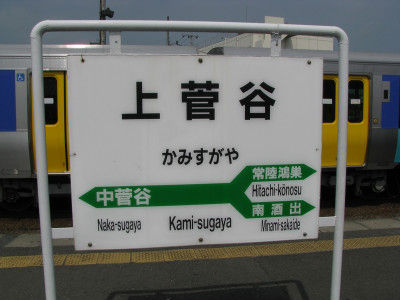 上菅谷
かみすがや
常陸鴻巣
Hitachi-kōnosu
中菅谷
南酒出
Naka-sugaya
Kami-sugaya
Minami-sakaide